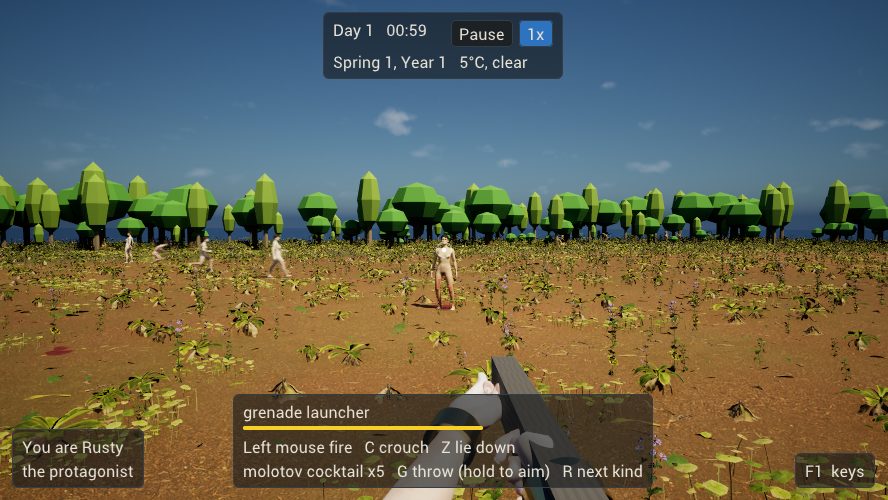 Day 1 00:59 Pause 1x
Spring 1, Year 1 5°C, clear
grenade launcher
Left mouse fire C crouch Z lie down
molotov cocktail x5 G throw (hold to aim) R next kind
You are Rusty
the protagonist
F1 keys